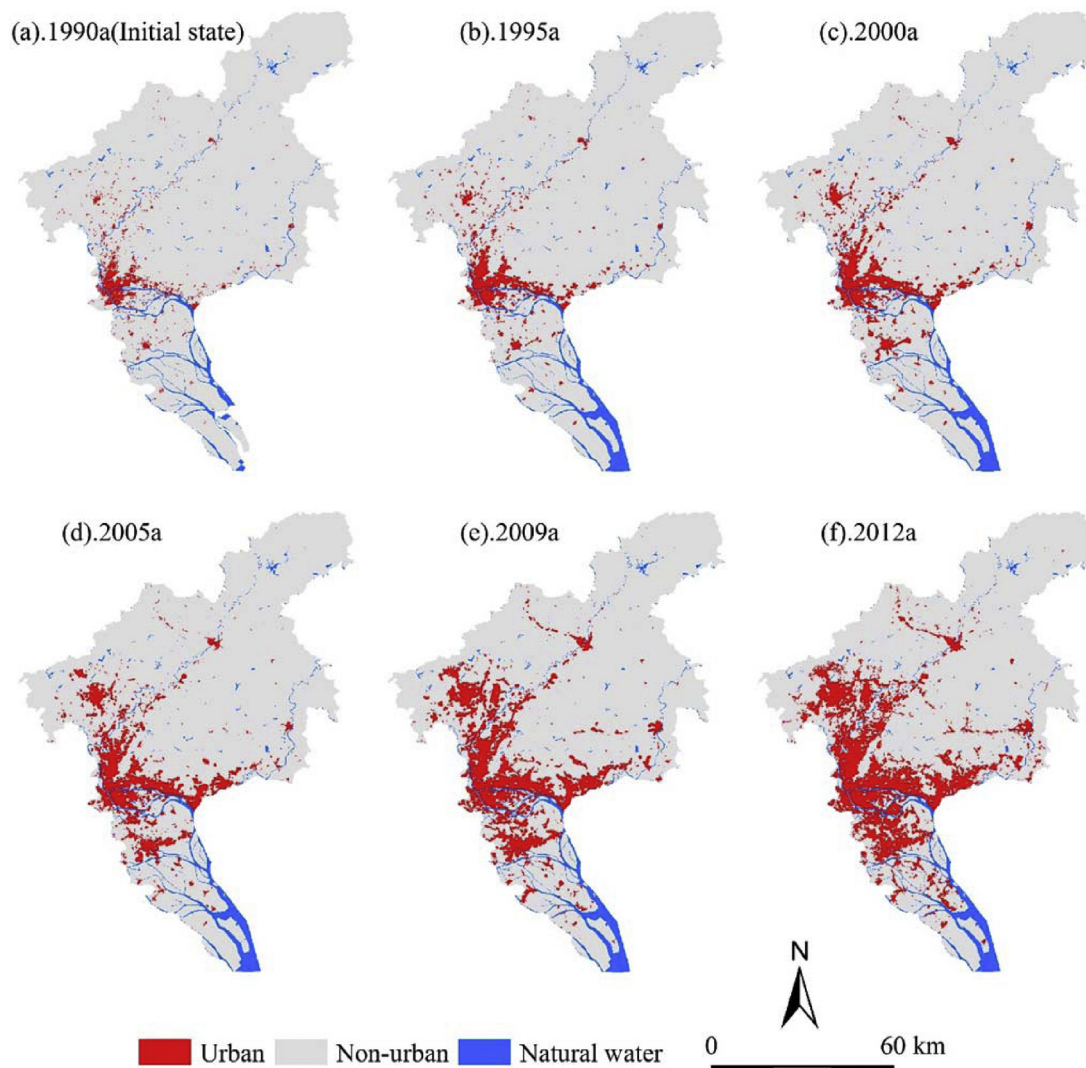 (a).1990a(Initial state)
(b).1995a
(c).2000a
(d).2005a
(e).2009a
(f).2012a
N
Urban
Non-urban
Natural water
0
60 km